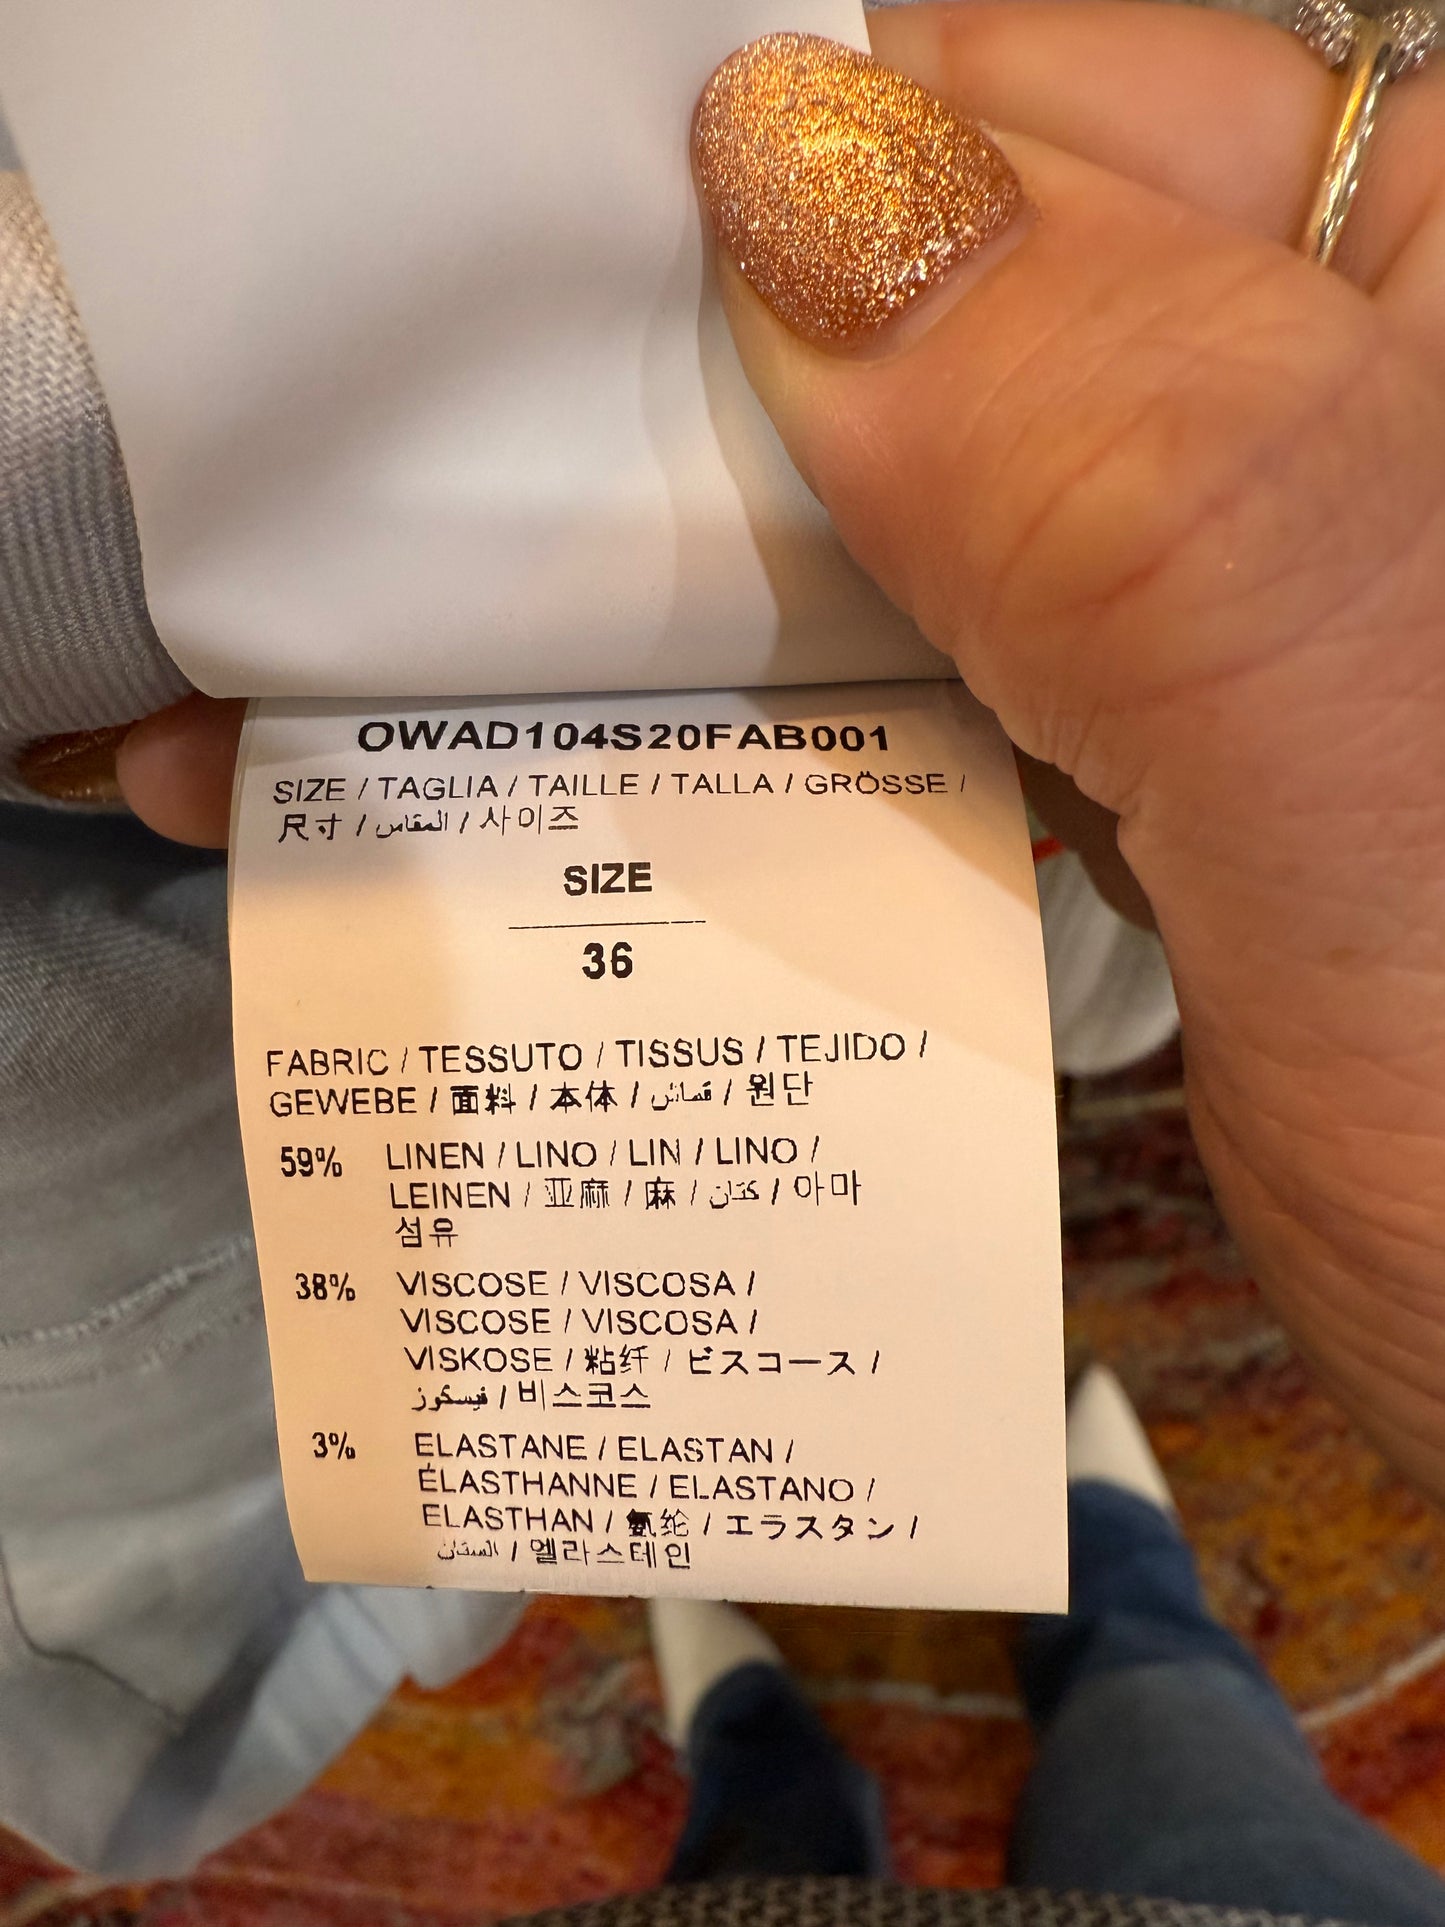 OWAD104S20FAB001
SIZE / TAGLIA / TAILLE / TALLA / GRÖSSE /
尺寸 / المقاس / 사이즈
SIZE
36
FABRIC / TESSUTO / TISSUS / TEJIDO /
GEWEBE / 面料 / 本体 / قماش / 원단
59% LINEN / LINO / LIN / LINO /
LEINEN / 亚麻 / 麻 / كتان / 아마
섬유
38% VISCOSE / VISCOSA /
VISCOSE / VISCOSA /
VISKOSE / 粘纤 / ビスコース /
فيسكوز / 비스코스
3% ELASTANE / ELASTAN /
ÉLASTHANNE / ELASTANO /
ELASTHAN / 氨纶 / エラスタン /
الستان / 엘라스테인